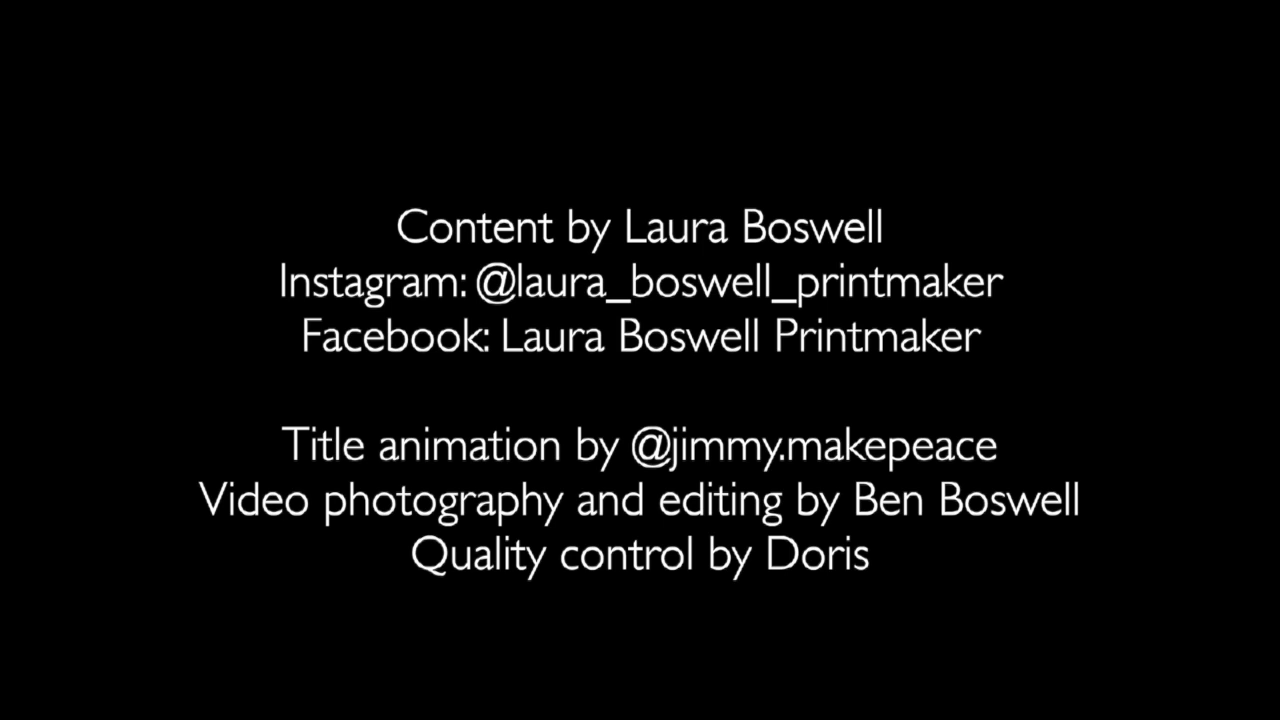 Content by Laura Boswell
Instagram: @laura_boswell_printmaker
Facebook: Laura Boswell Printmaker
Title animation by @jimmy.makepeace
Video photography and editing by Ben Boswell
Quality control by Doris